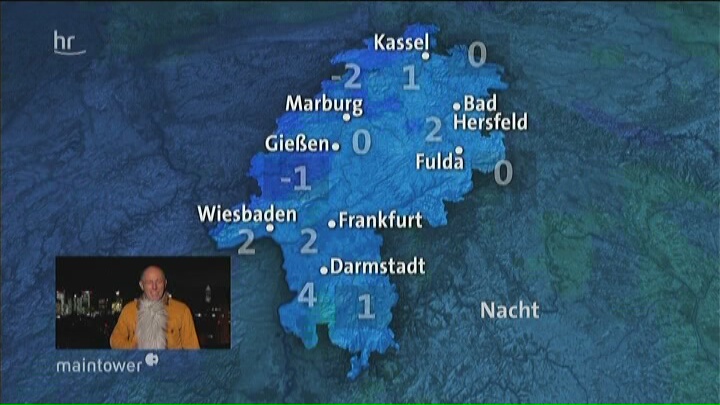 hr
Kassel
0
-2
1
Marburg
Bad
Hersfeld
2
Gießen
0
Fulda
0
-1
Wiesbaden
Frankfurt
2
2
Darmstadt
4
1
Nacht
maintower